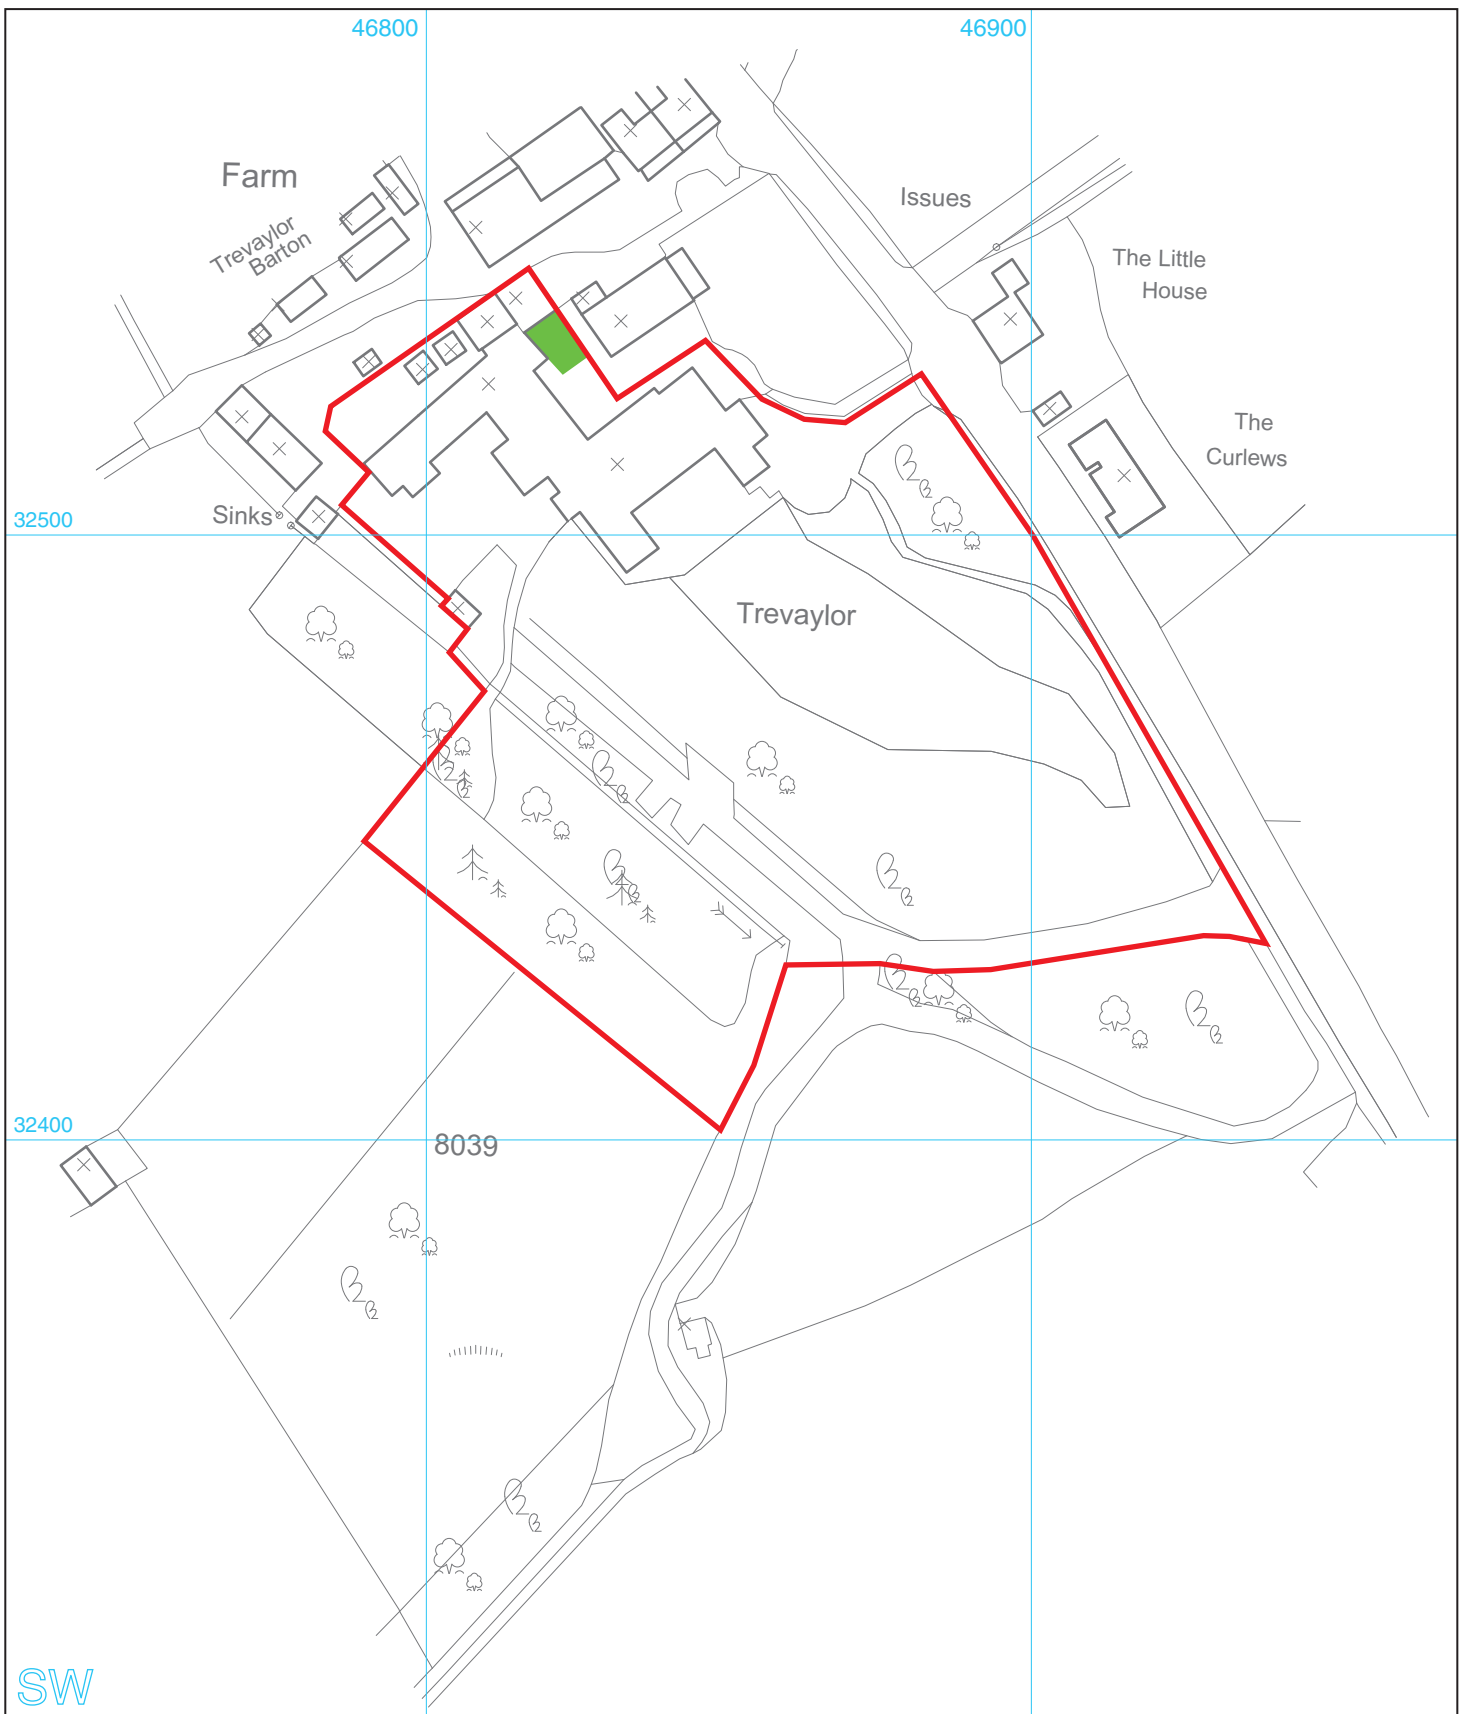 46800
46900
Farm
Trevaylor
Barton
Issues
The Little
House
The
Curlews
32500
Sinks
Trevaylor
32400
8039
SW